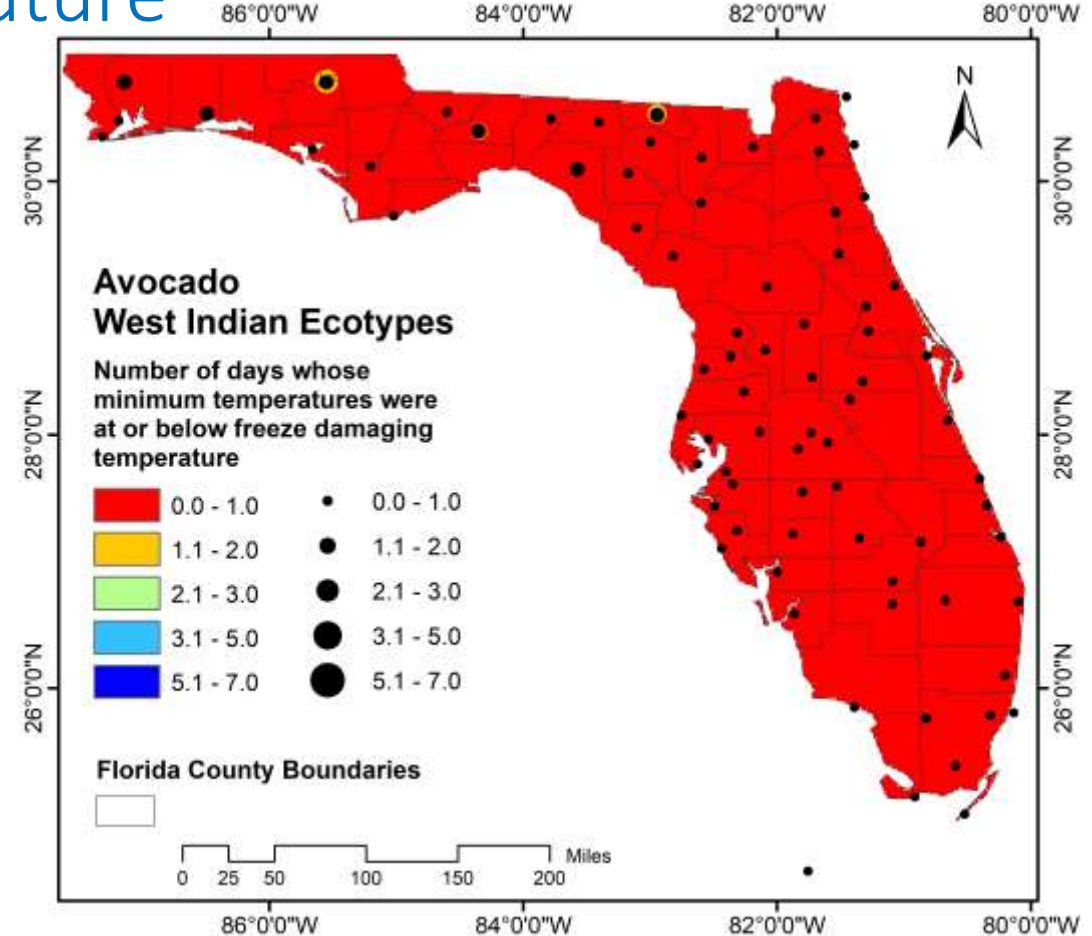 86°0'0"W 84°0'0"W 82°0'0"W 80°0'0"W
N
30°0'0"N 30°0'0"N
Avocado
West Indian Ecotypes
Number of days whose
minimum temperatures were
at or below freeze damaging
temperature
28°0'0"N 28°0'0"N
0.0 - 1.0 0.0 - 1.0
1.1 - 2.0 1.1 - 2.0
2.1 - 3.0 2.1 - 3.0
3.1 - 5.0 3.1 - 5.0
5.1 - 7.0 5.1 - 7.0
26°0'0"N 26°0'0"N
Florida County Boundaries
Miles
0 25 50 100 150 200
86°0'0"W 84°0'0"W 82°0'0"W 80°0'0"W